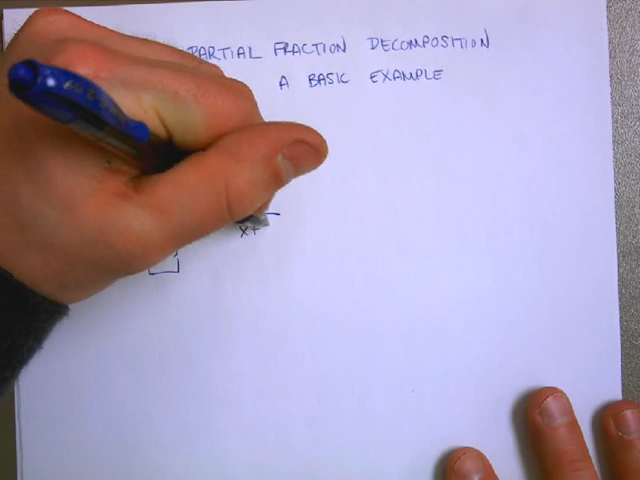 PARTIAL FRACTION DECOMPOSITION
A BASIC EXAMPLE
x+